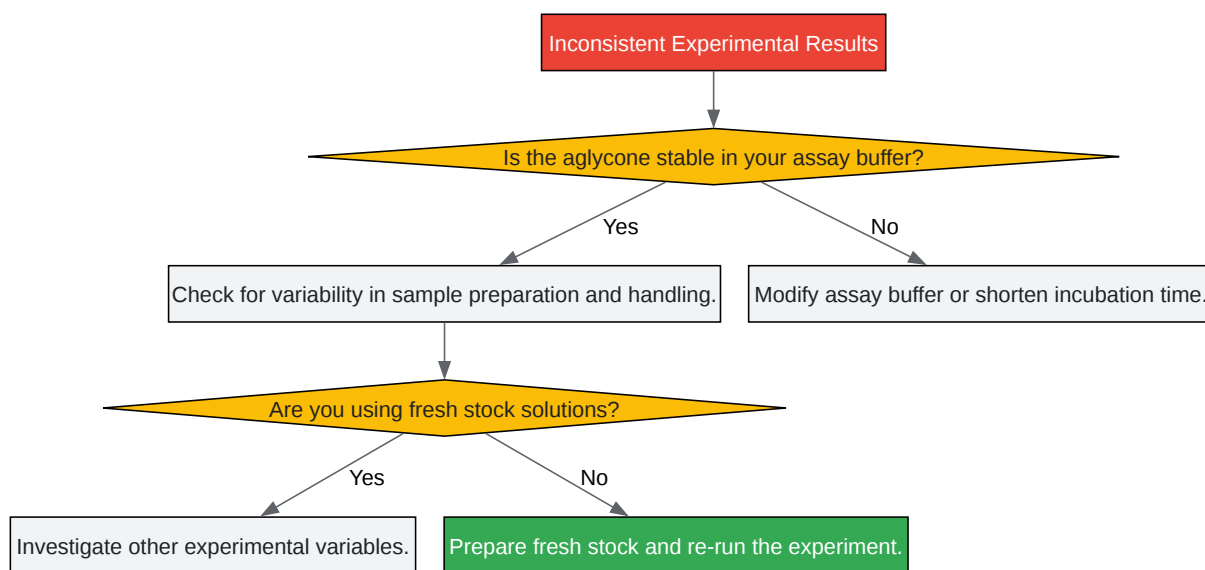 Inconsistent Experimental Results
Is the aglycone stable in your assay buffer?
Yes
No
Check for variability in sample preparation and handling.
Modify assay buffer or shorten incubation time.
Are you using fresh stock solutions?
Yes
No
Investigate other experimental variables.
Prepare fresh stock and re-run the experiment.